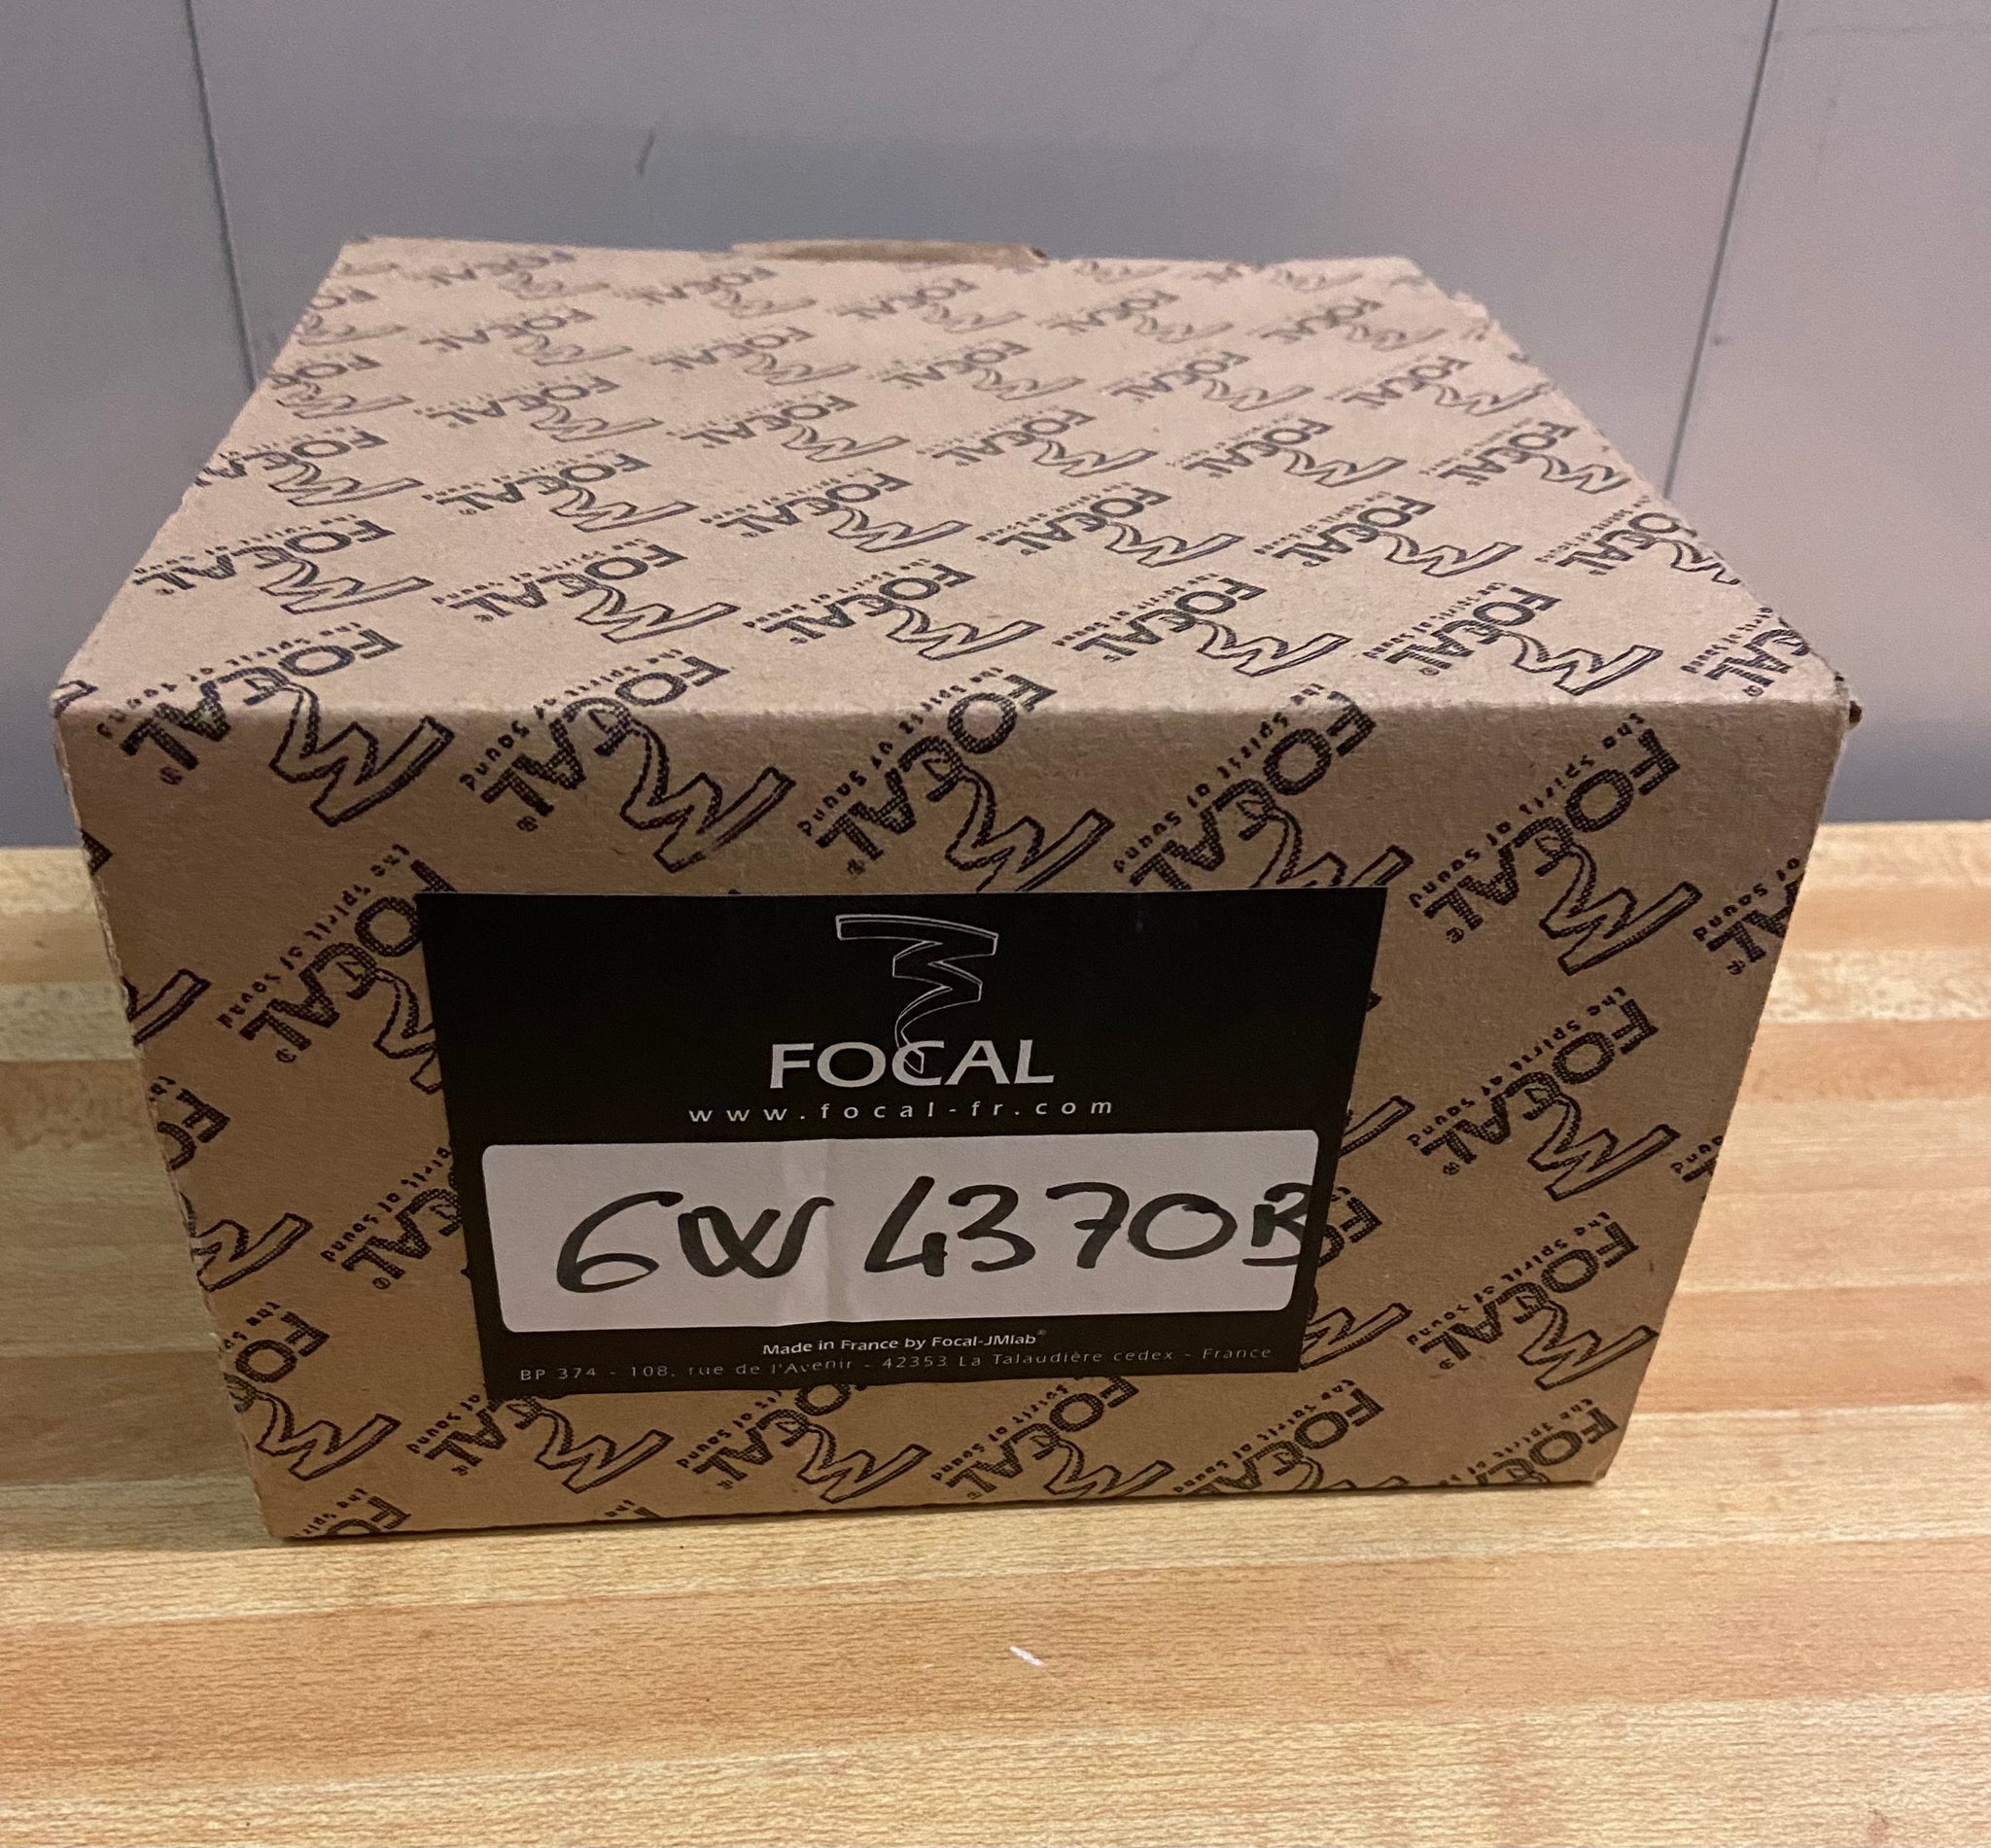 FOCAL
www.focal-fr.com
6W 4370B
Made in France by Focal-JMlab®
BP 374 - 108, rue de l'Avenir - 42353 La Talaudière cedex - France
FOCAL®
the Spirit of Sound